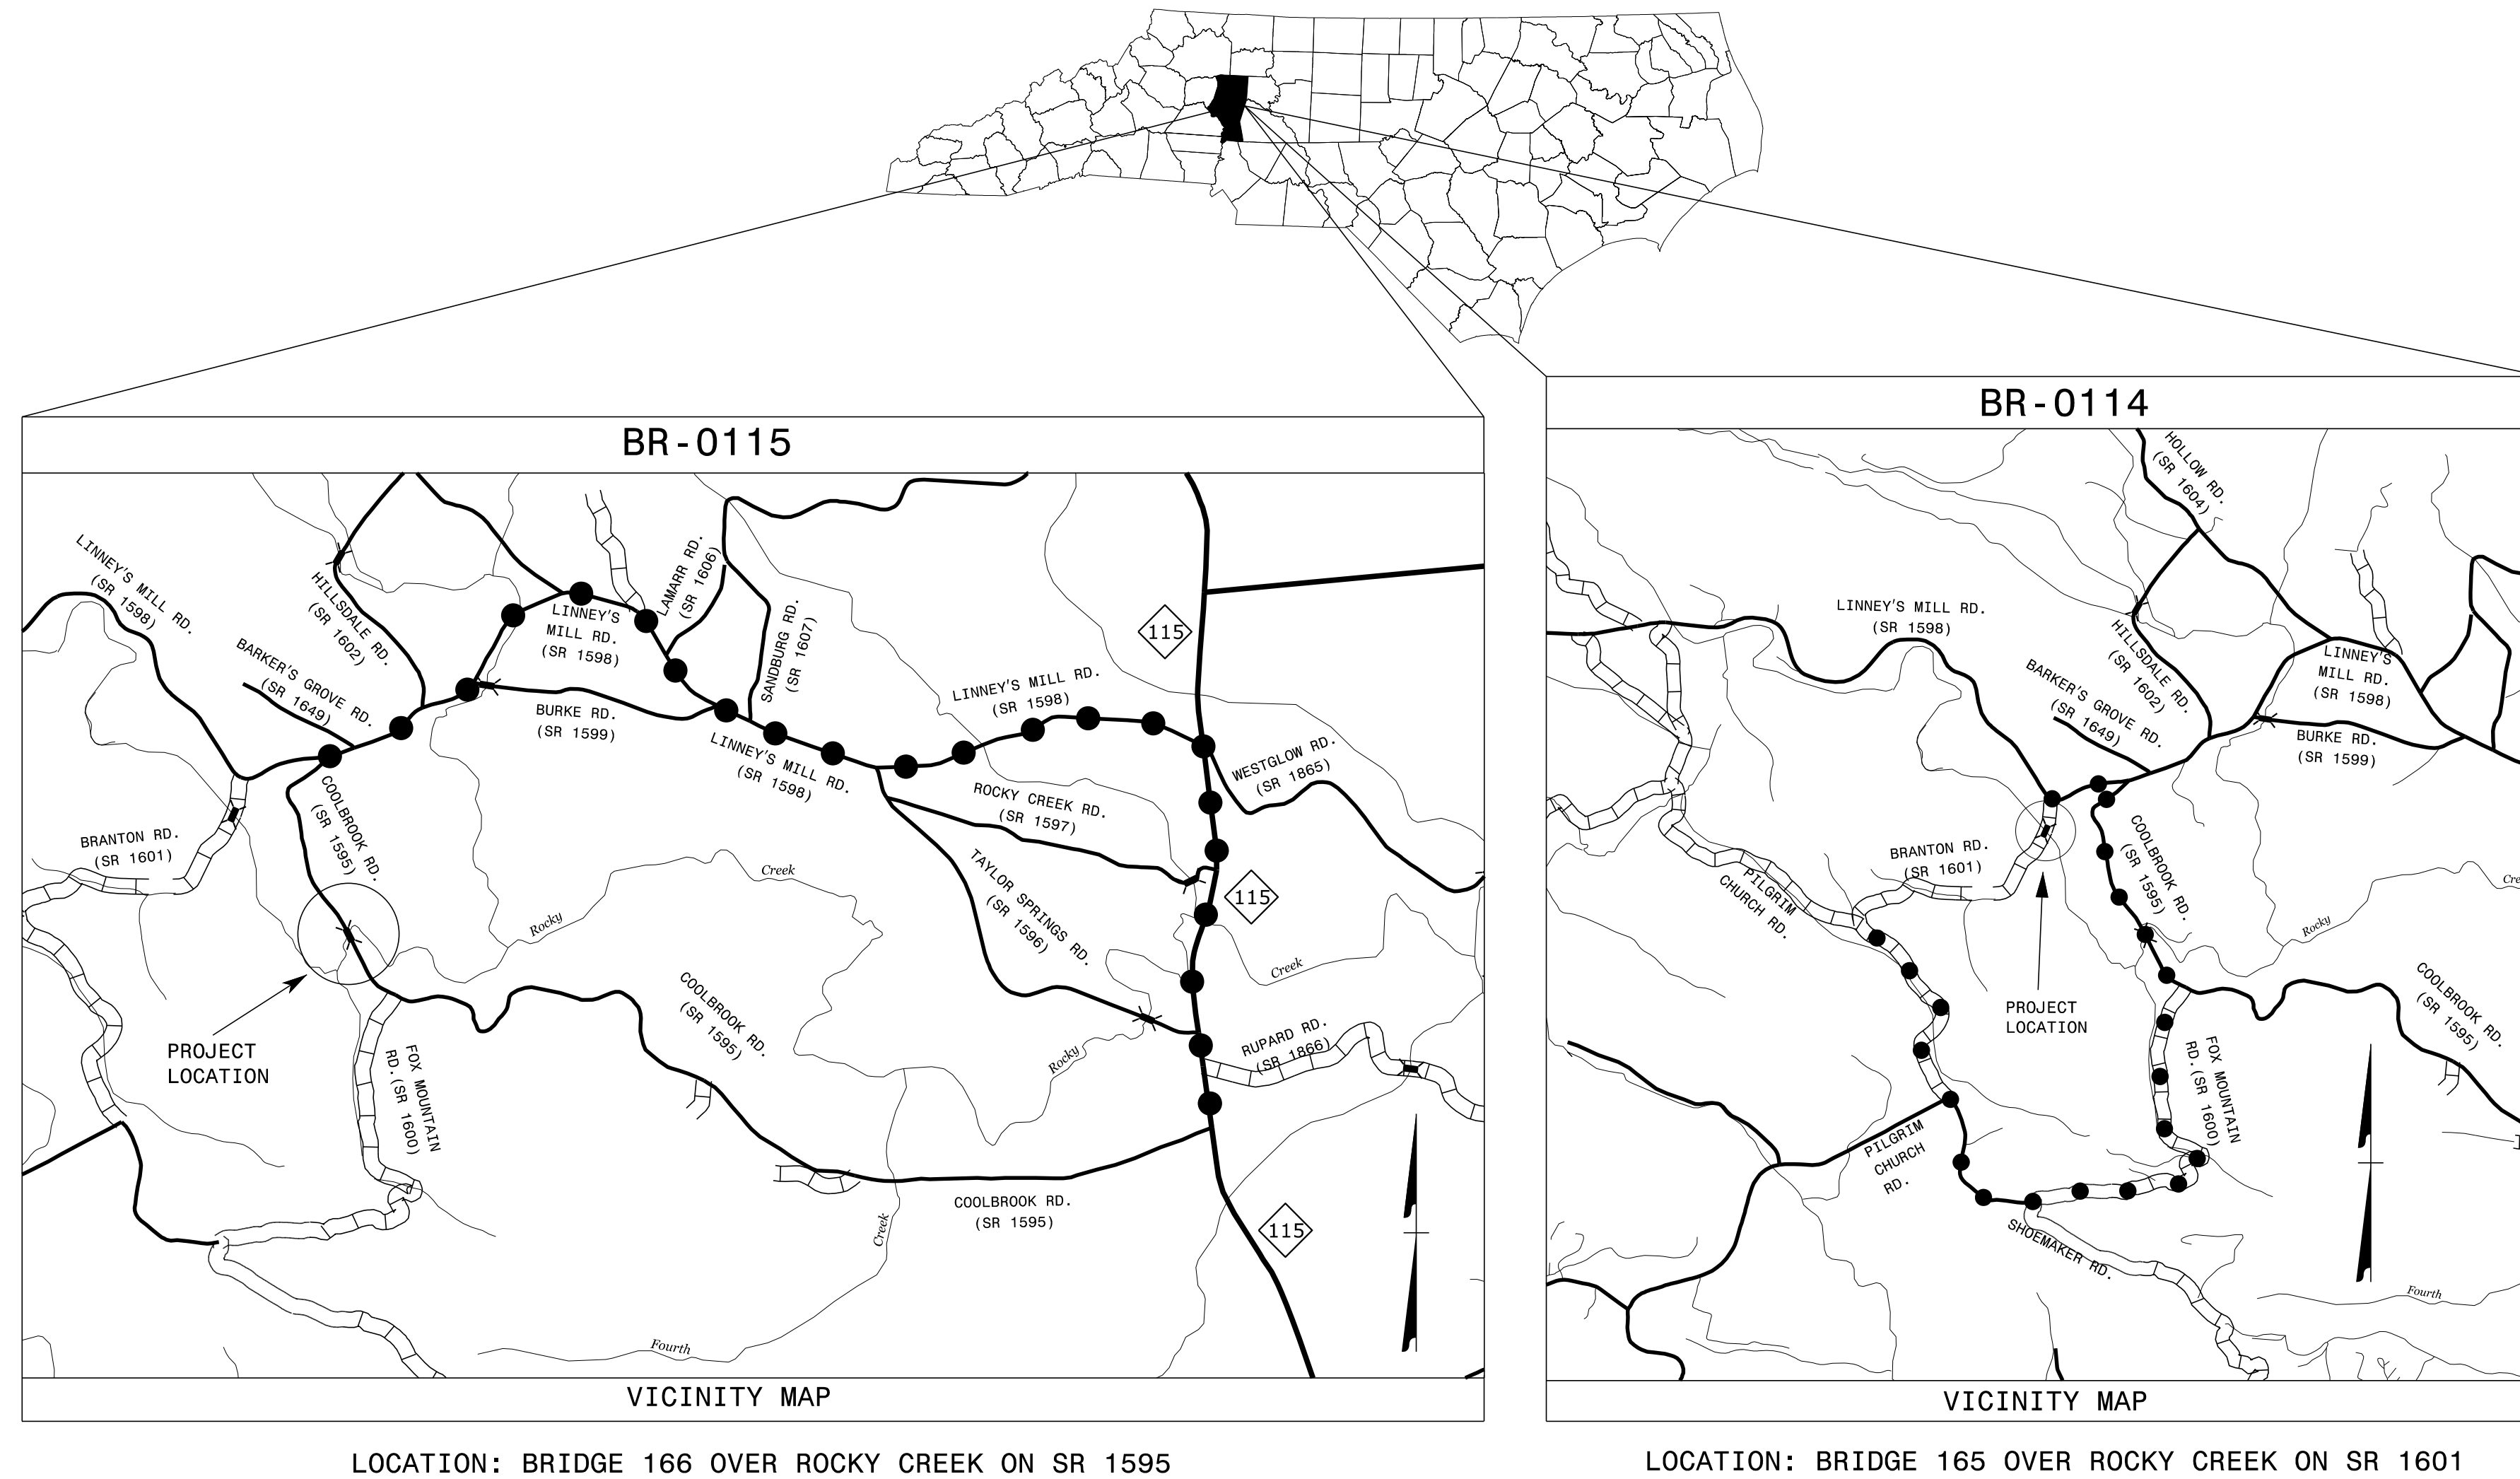 BR-0115
LINNEY'S MILL RD.
(SR 1598)
HILLSDALE RD.
(SR 1602)
BARKER'S GROVE RD.
(SR 1649)
LINNEY'S
MILL RD.
(SR 1598)
LAMARR RD.
(SR 1606)
SANDBURG RD.
(SR 1607)
BURKE RD.
(SR 1599)
LINNEY'S MILL RD.
(SR 1598)
LINNEY'S MILL RD.
(SR 1598)
115
WESTGLOW RD.
(SR 1865)
ROCKY CREEK RD.
(SR 1597)
TAYLOR SPRINGS RD.
(SR 1596)
115
COOLBROOK RD.
(SR 1595)
BRANTON RD.
(SR 1601)
Creek
Rocky
Creek
Rocky
RUPARD RD.
(SR 1866)
COOLBROOK RD.
(SR 1595)
PROJECT
LOCATION
FOX MOUNTAIN
RD.(SR 1600)
COOLBROOK RD.
(SR 1595)
Creek
115
Fourth
VICINITY MAP
LOCATION: BRIDGE 166 OVER ROCKY CREEK ON SR 1595
BR-0114
HOLLOW RD.
(SR 1604)
LINNEY'S MILL RD.
(SR 1598)
HILLSDALE RD.
(SR 1602)
BARKER'S GROVE RD.
(SR 1649)
LINNEY'S
MILL RD.
(SR 1598)
BURKE RD.
(SR 1599)
BRANTON RD.
(SR 1601)
PILGRIM
CHURCH RD.
COOLBROOK RD.
(SR 1595)
Cre
Rocky
COOLBROOK RD.
(SR 1595)
PROJECT
LOCATION
FOX MOUNTAIN
RD.(SR 1600)
PILGRIM
CHURCH
RD.
SHOEMAKER RD.
Fourth
VICINITY MAP
LOCATION: BRIDGE 165 OVER ROCKY CREEK ON SR 1601